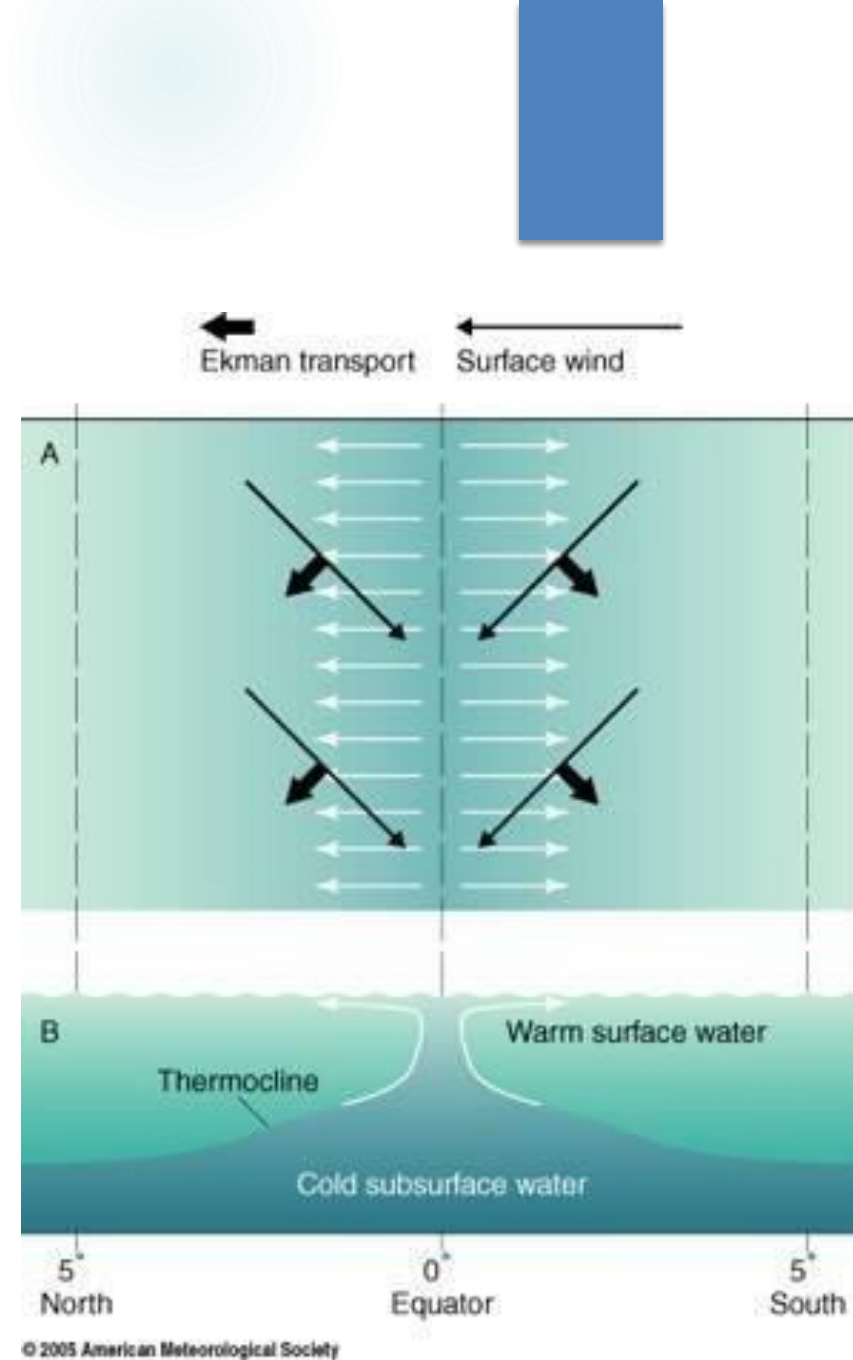 Ekman transport
Surface wind
A
B
Warm surface water
Thermocline
Cold subsurface water
5° 0° 5°
North Equator South
© 2005 American Meteorological Society